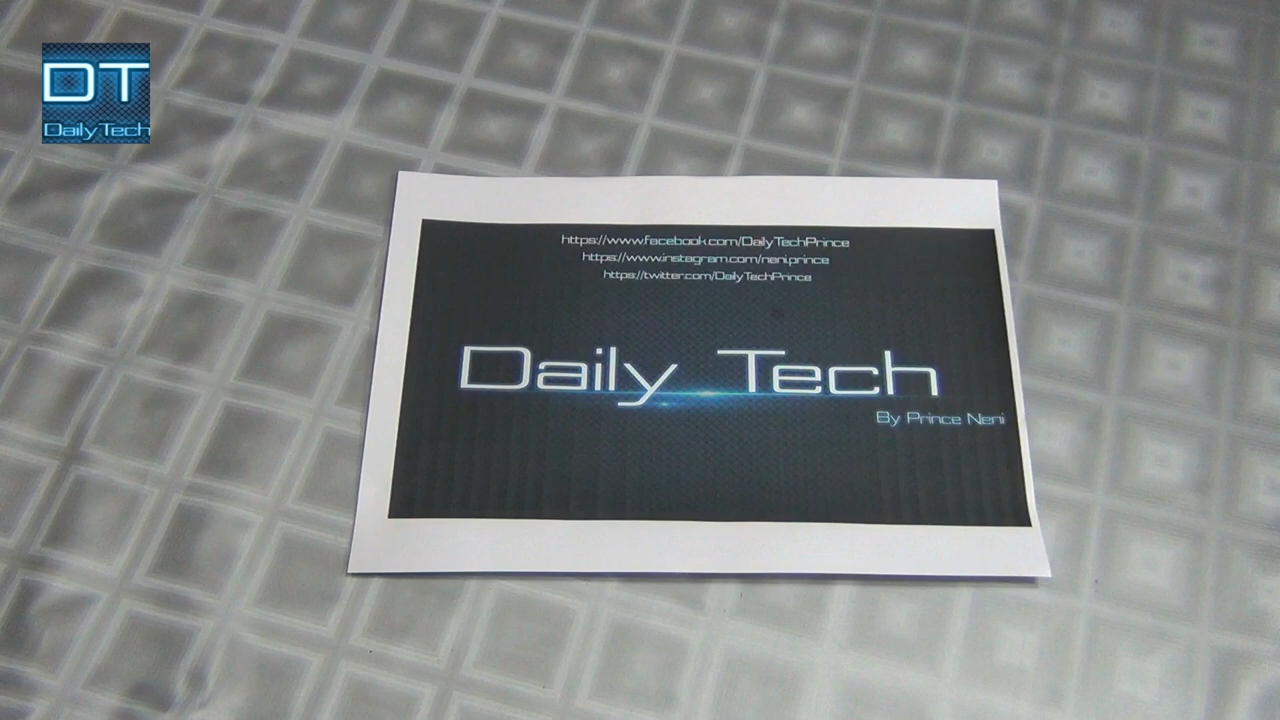 DT
Daily Tech
https://www.facebook.com/DailyTechPrince
https://www.instagram.com/neni.prince
https://twitter.com/DailyTechPrince
Daily Tech
By Prince Neni